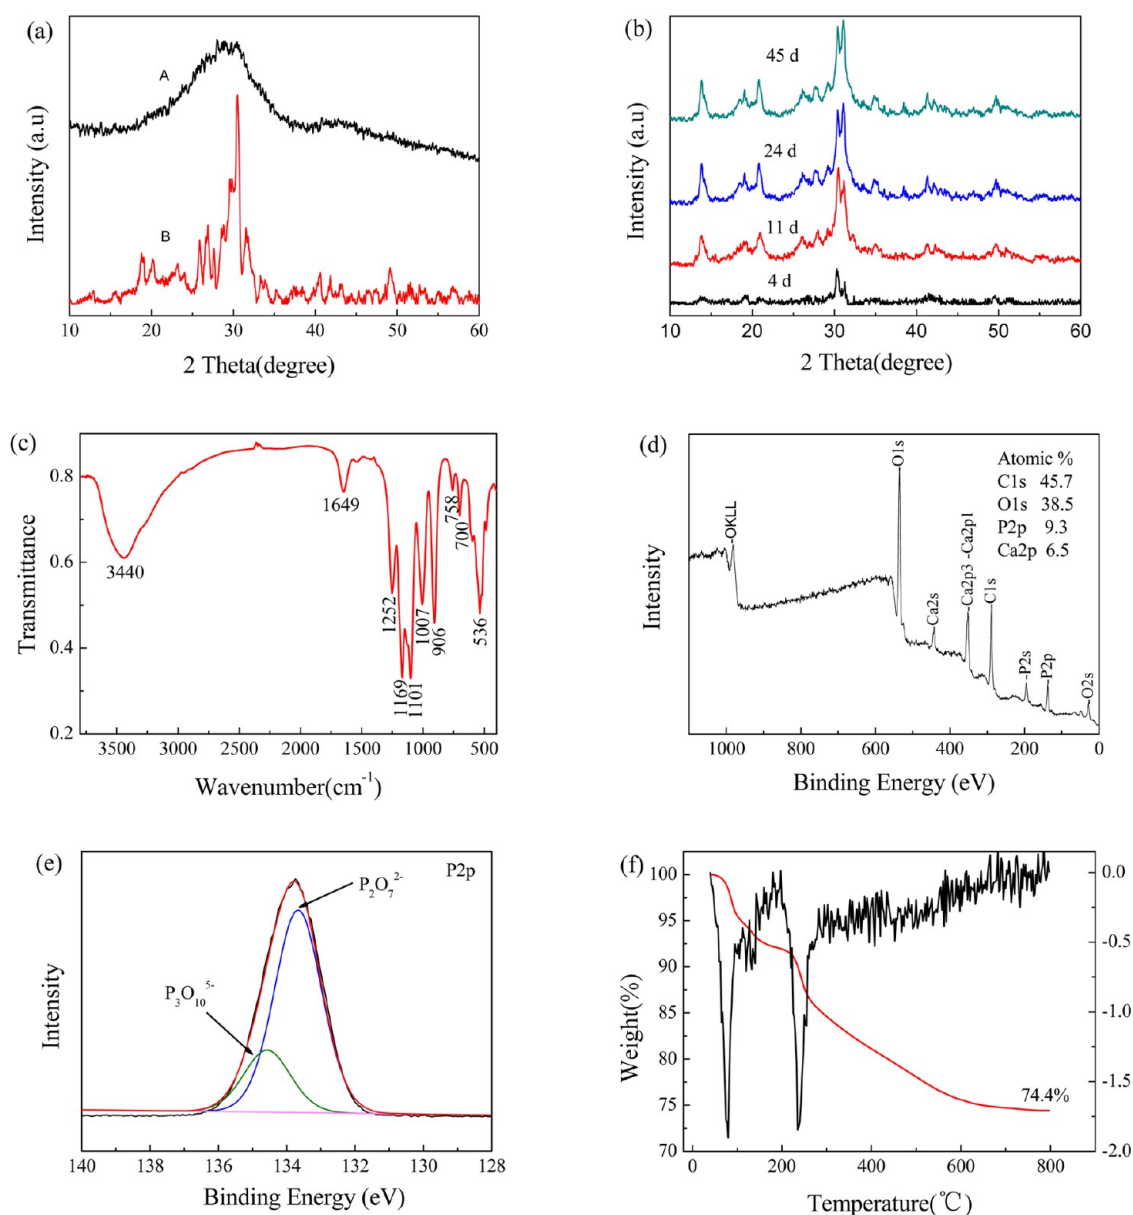 (a)
A
B
Intensity (a.u)
10 20 30 40 50 60
2 Theta(degree)
(b)
45 d
24 d
11 d
4 d
Intensity (a.u)
10 20 30 40 50 60
2 Theta(degree)
(c)
0.8
0.6
0.4
0.2
Transmittance
3440
1649
1252
1169
1101
1007
906
758
700
536
3500 3000 2500 2000 1500 1000 500
Wavenumber(cm⁻¹)
(d)
Intensity
OKLL
O1s
Ca2s
Ca2p3 -Ca2p1
C1s
P2s
P2p
O2s
Atomic %
C1s 45.7
O1s 38.5
P2p 9.3
Ca2p 6.5
1000 800 600 400 200 0
Binding Energy (eV)
(e)
P2p
P₂O₇²⁻
P₃O₁₀⁵⁻
Intensity
140 138 136 134 132 130 128
Binding Energy (eV)
(f)
100
95
90
85
80
75
70
Weight(%)
0.0
-0.5
-1.0
-1.5
-2.0
74.4%
0 200 400 600 800
Temperature(℃)